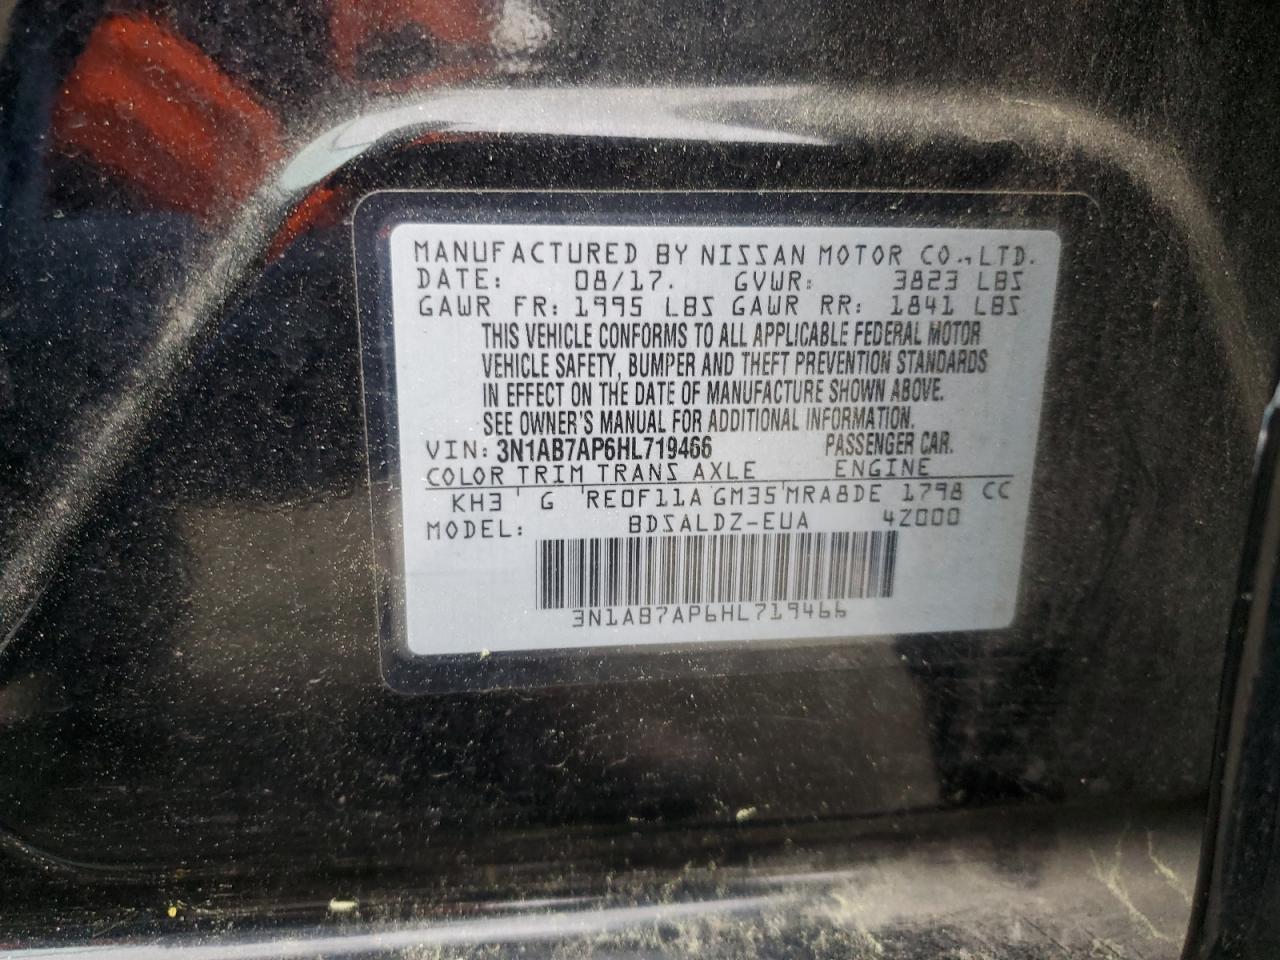 MANUFACTURED BY NISSAN MOTOR CO.,LTD.
DATE: 08/17. GVWR: 3823 LBS
GAWR FR: 1995 LBS GAWR RR: 1841 LBS
THIS VEHICLE CONFORMS TO ALL APPLICABLE FEDERAL MOTOR
VEHICLE SAFETY, BUMPER AND THEFT PREVENTION STANDARDS
IN EFFECT ON THE DATE OF MANUFACTURE SHOWN ABOVE.
SEE OWNER'S MANUAL FOR ADDITIONAL INFORMATION.
VIN: 3N1AB7AP6HL719466 PASSENGER CAR.
COLOR TRIM TRANS AXLE ENGINE
KH3 G RE0F11A GM35 MRA8DE 1798 CC
MODEL: BDSALDZ-EUA 4Z000
3N1AB7AP6HL719466